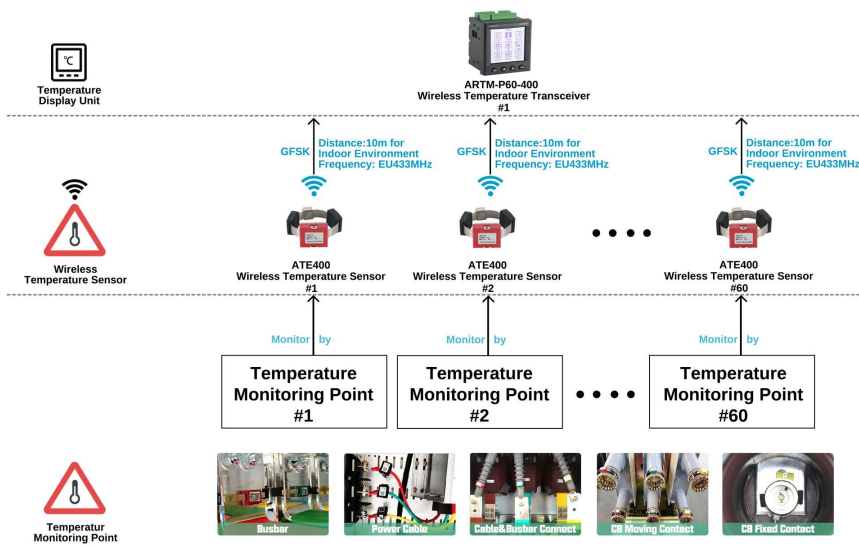 ℃
Temperature
Display Unit
ARTM-P60-400
Wireless Temperature Transceiver
#1
GFSK
Distance:10m for
Indoor Environment
Frequency: EU433MHz
GFSK
Distance:10m for
Indoor Environment
Frequency: EU433MHz
GFSK
Distance:10m for
Indoor Environment
Frequency: EU433MHz
Wireless
Temperature Sensor
ATE400
Wireless Temperature Sensor
#1
ATE400
Wireless Temperature Sensor
#2
ATE400
Wireless Temperature Sensor
#60
Monitor by
Monitor by
Monitor by
Temperature
Monitoring Point
#1
Temperature
Monitoring Point
#2
Temperature
Monitoring Point
#60
Temperatur
Monitoring Point
Busbar
Power Cable
Cable&Busbar Connect
CB Moving Contact
CB Fixed Contact